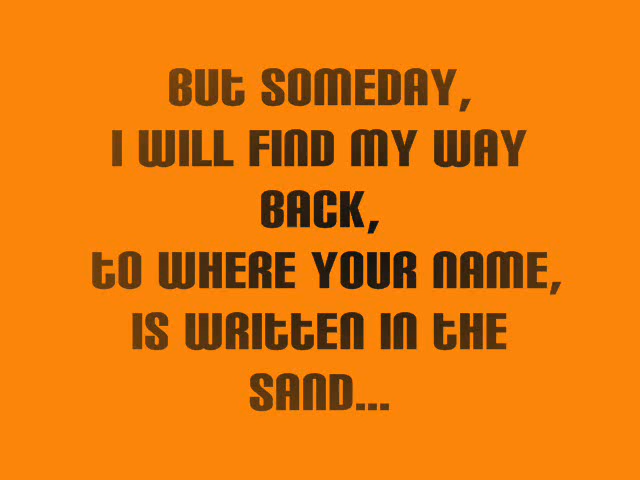 BUT SOMEDAY,
I WILL FIND MY WAY
BACK,
TO WHERE YOUR NAME,
IS WRITTEN IN THE
SAND...